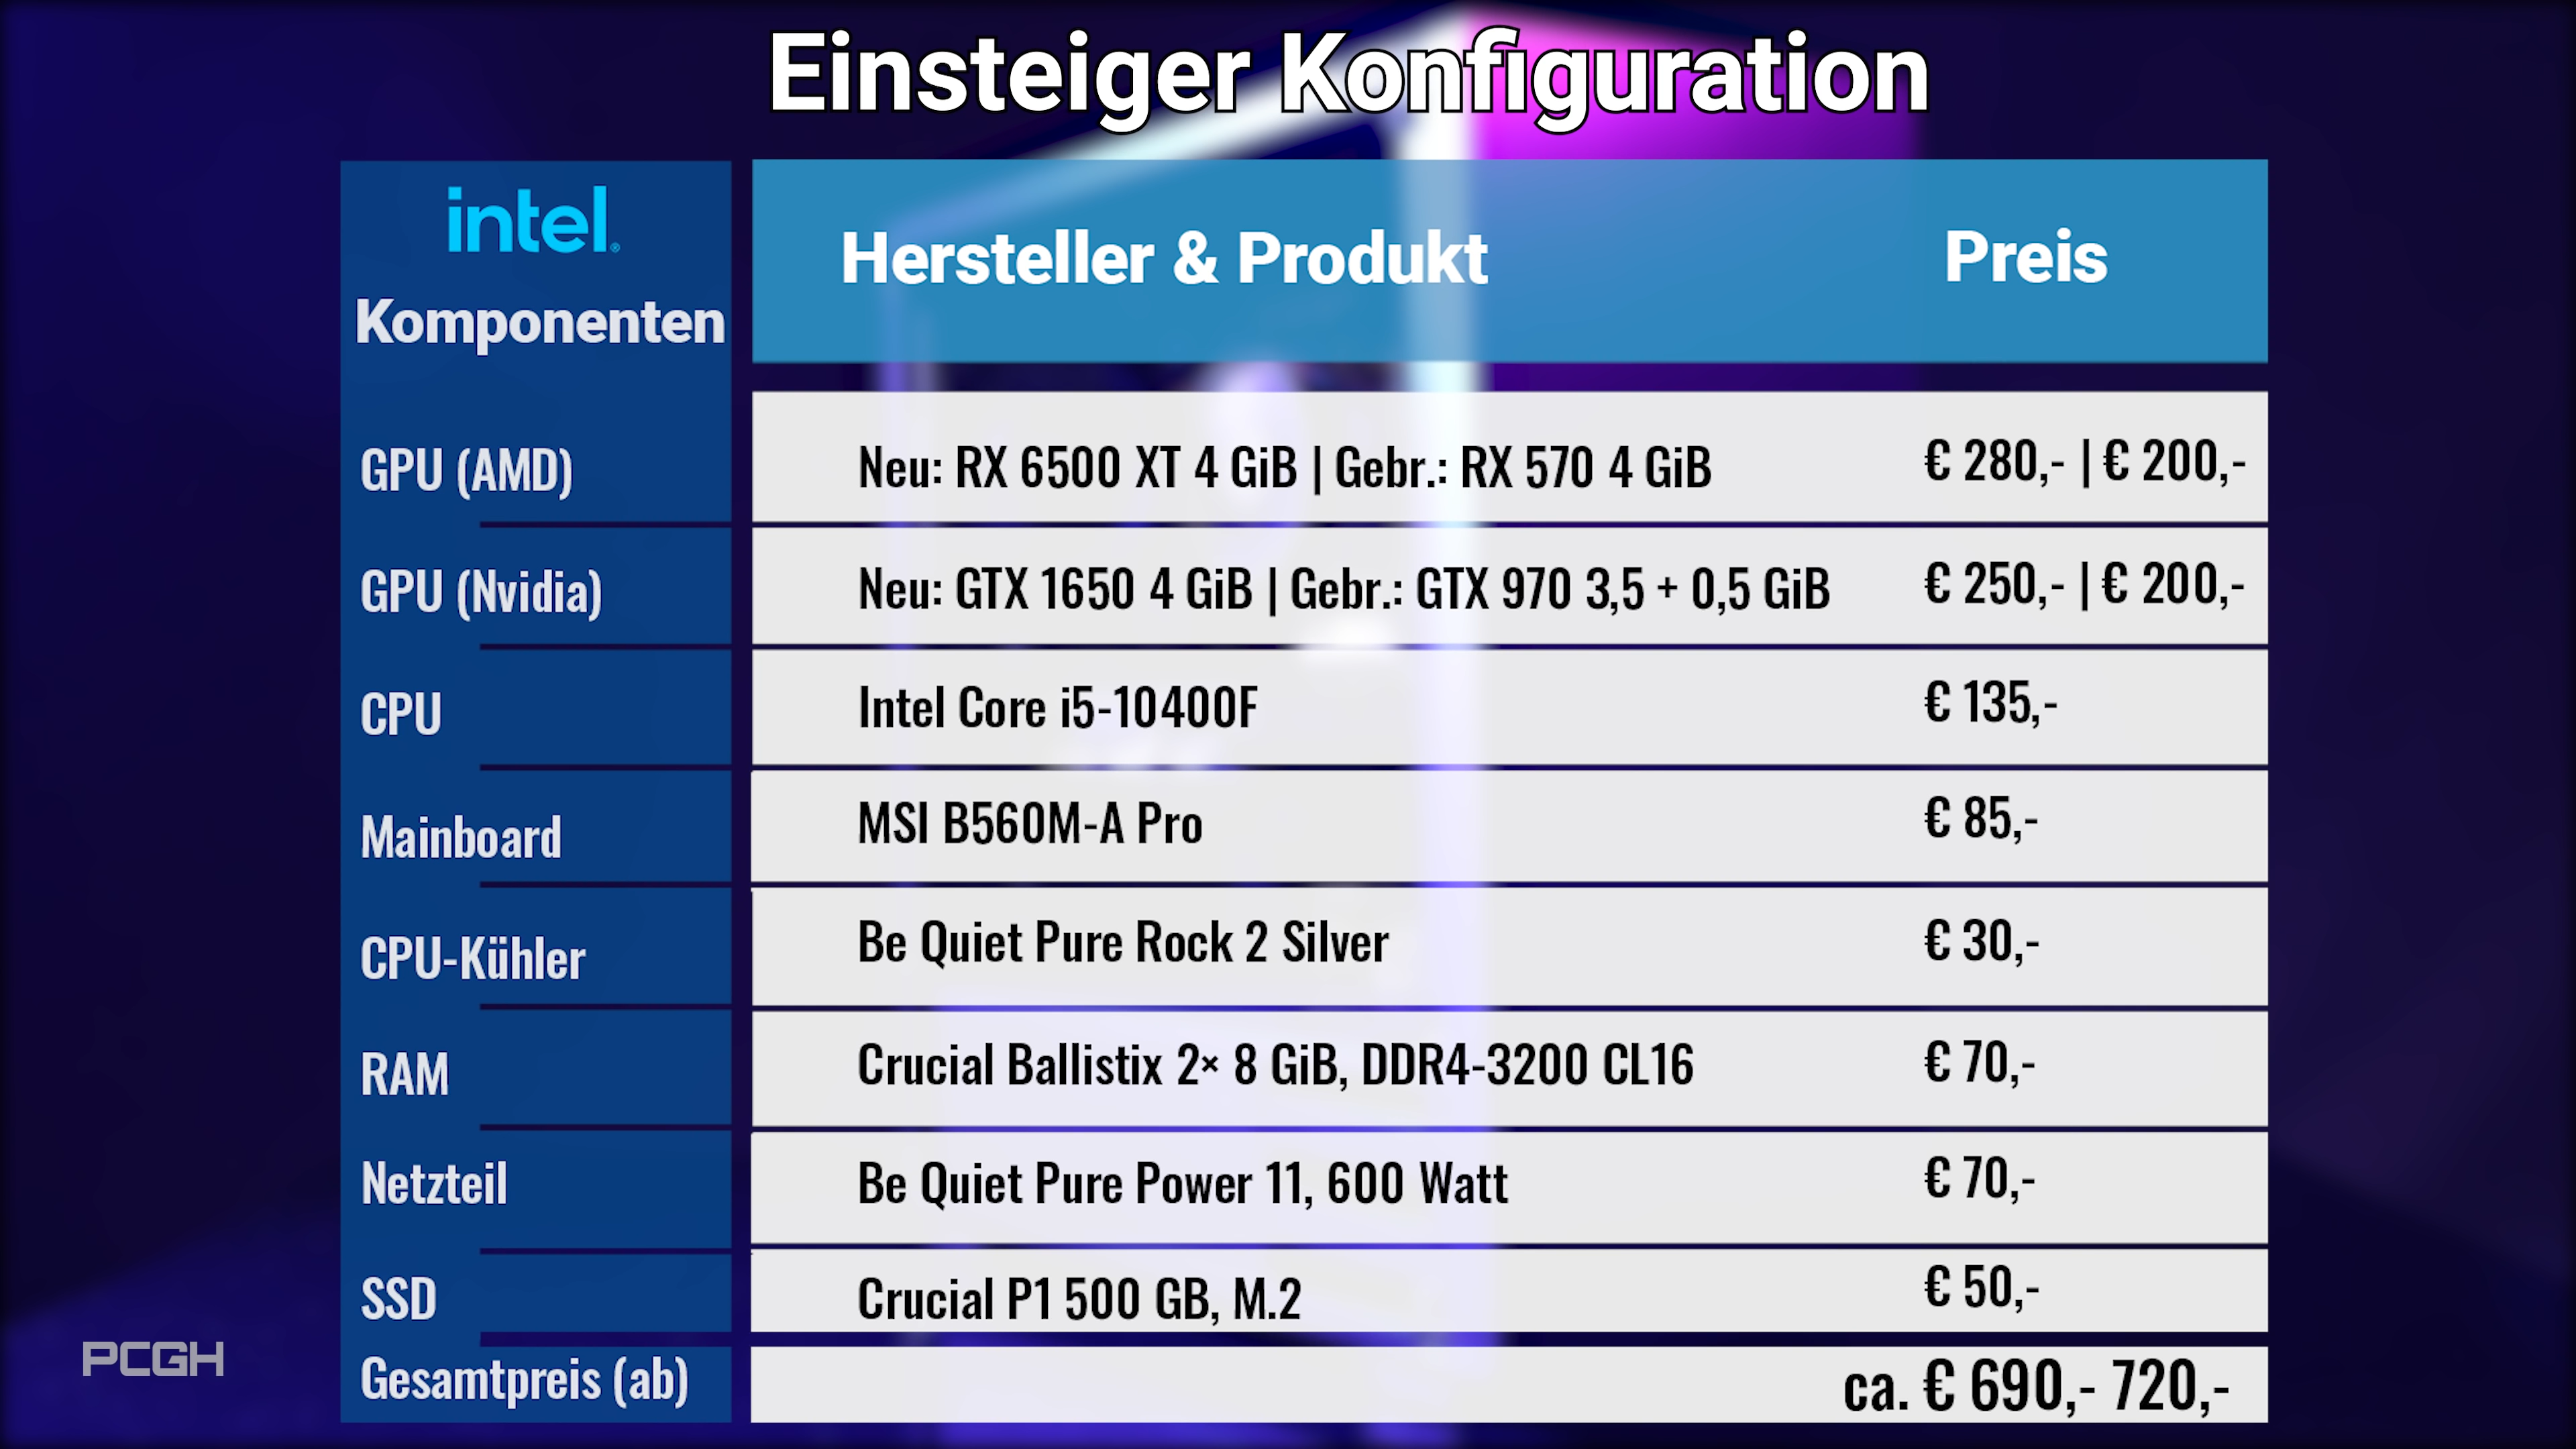 Einsteiger Konfiguration
intel.
Komponenten
Hersteller & Produkt
Preis
GPU (AMD)
Neu: RX 6500 XT 4 GiB | Gebr.: RX 570 4 GiB
€ 280,- | € 200,-
GPU (Nvidia)
Neu: GTX 1650 4 GiB | Gebr.: GTX 970 3,5 + 0,5 GiB
€ 250,- | € 200,-
CPU
Intel Core i5-10400F
€ 135,-
Mainboard
MSI B560M-A Pro
€ 85,-
CPU-Kühler
Be Quiet Pure Rock 2 Silver
€ 30,-
RAM
Crucial Ballistix 2× 8 GiB, DDR4-3200 CL16
€ 70,-
Netzteil
Be Quiet Pure Power 11, 600 Watt
€ 70,-
SSD
Crucial P1 500 GB, M.2
€ 50,-
Gesamtpreis (ab)
ca. € 690,- 720,-
PCGH